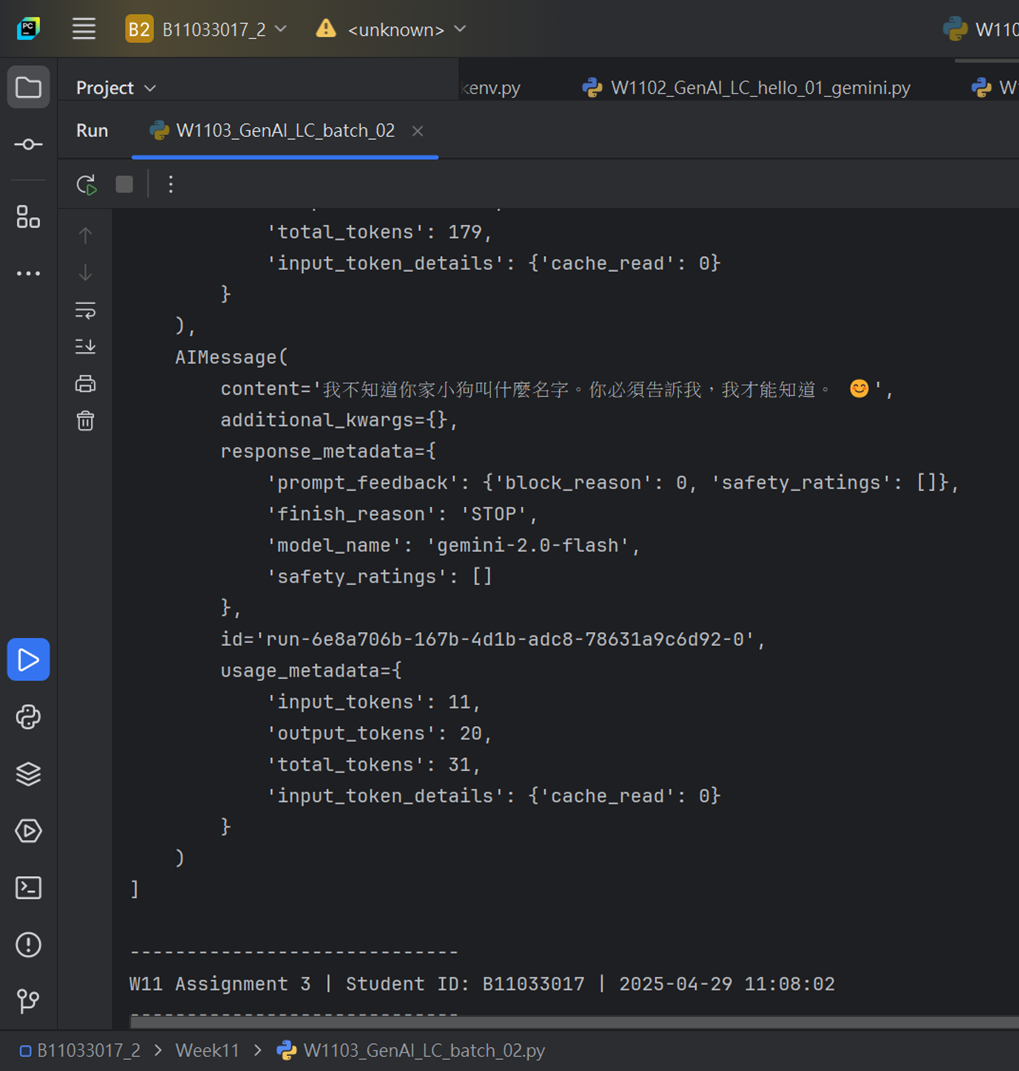 PC
B2 B11033017_2 <unknown> W110
Project
kenv.py W1102_GenAI_LC_hello_01_gemini.py W
Run W1103_GenAI_LC_batch_02
'total_tokens': 179,
'input_token_details': {'cache_read': 0}
}
),
AIMessage(
content='我不知道你家小狗叫什麼名字。你必須告訴我，我才能知道。 😊',
additional_kwargs={},
response_metadata={
'prompt_feedback': {'block_reason': 0, 'safety_ratings': []},
'finish_reason': 'STOP',
'model_name': 'gemini-2.0-flash',
'safety_ratings': []
},
id='run-6e8a706b-167b-4d1b-adc8-78631a9c6d92-0',
usage_metadata={
'input_tokens': 11,
'output_tokens': 20,
'total_tokens': 31,
'input_token_details': {'cache_read': 0}
}
)
]
-----------------------------
W11 Assignment 3 | Student ID: B11033017 | 2025-04-29 11:08:02
-----------------------------
B11033017_2 > Week11 > W1103_GenAI_LC_batch_02.py